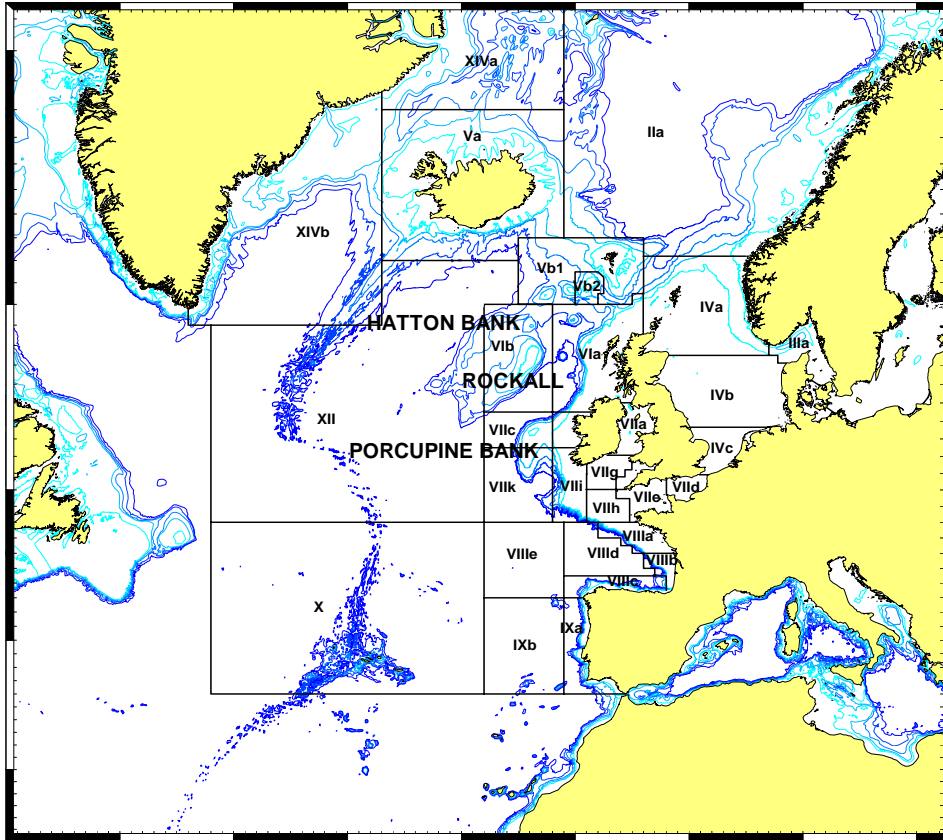 XIVa
Va
IIa
XIVb
Vb1
Vb2
IVa
HATTON BANK
IIIa
VIb
VIa
ROCKALL
IVb
XII
VIIc
VIIa
PORCUPINE BANK
IVc
VIIg
VIIk
VIIi
VIId
VIIe
VIIh
VIIIa
VIIIe
VIIId
VIIIb
VIIIc
X
IXa
IXb